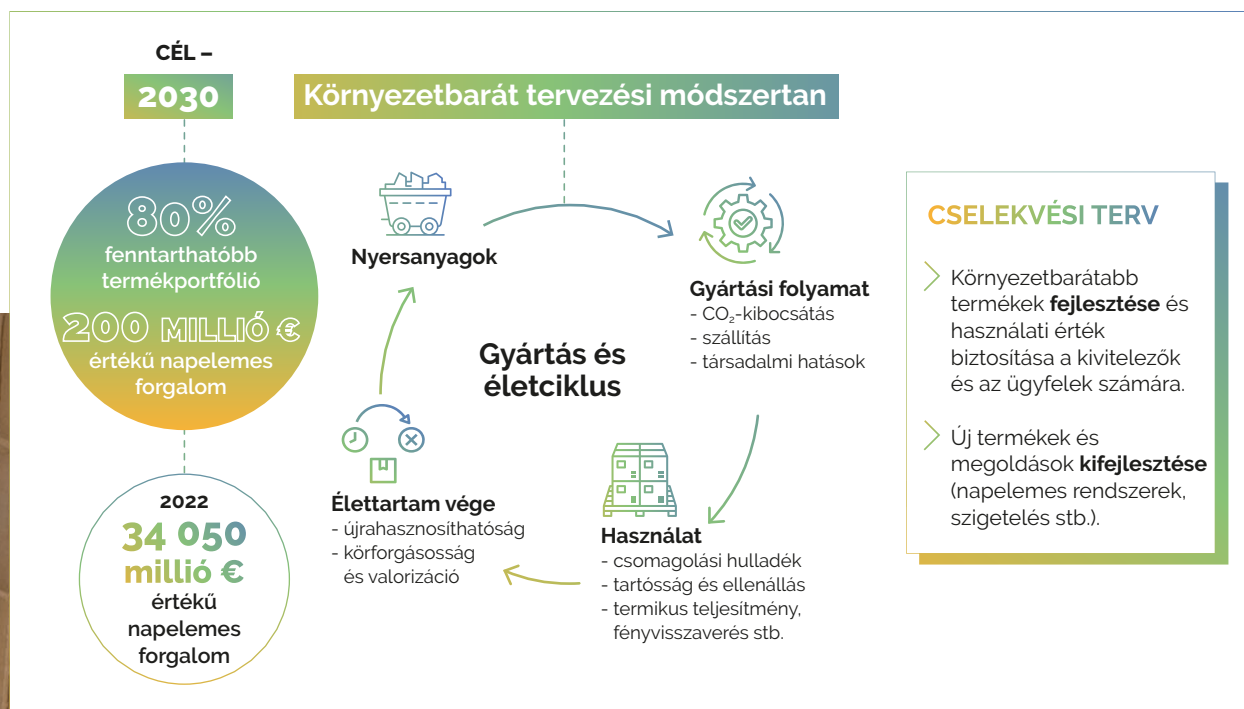 CÉL –
2030
80%
fenntarthatóbb
termékportfólió
200 MILLIÓ €
értékű napelemes
forgalom
2022
34 050
millió €
értékű
napelemes
forgalom
Környezetbarát tervezési módszertan
Nyersanyagok
Gyártási folyamat
- CO₂-kibocsátás
- szállítás
- társadalmi hatások
Gyártás és
életciklus
Használat
- csomagolási hulladék
- tartósság és ellenállás
- termikus teljesítmény,
fényvisszaverés stb.
Élettartam vége
- újrahasznosíthatóság
- körforgásosság
és valorizáció
CSELEKVÉSI TERV
Környezetbarátabb
termékek fejlesztése és
használati érték
biztosítása a kivitelezők
és az ügyfelek számára.
Új termékek és
megoldások kifejlesztése
(napelemes rendszerek,
szigetelés stb.).